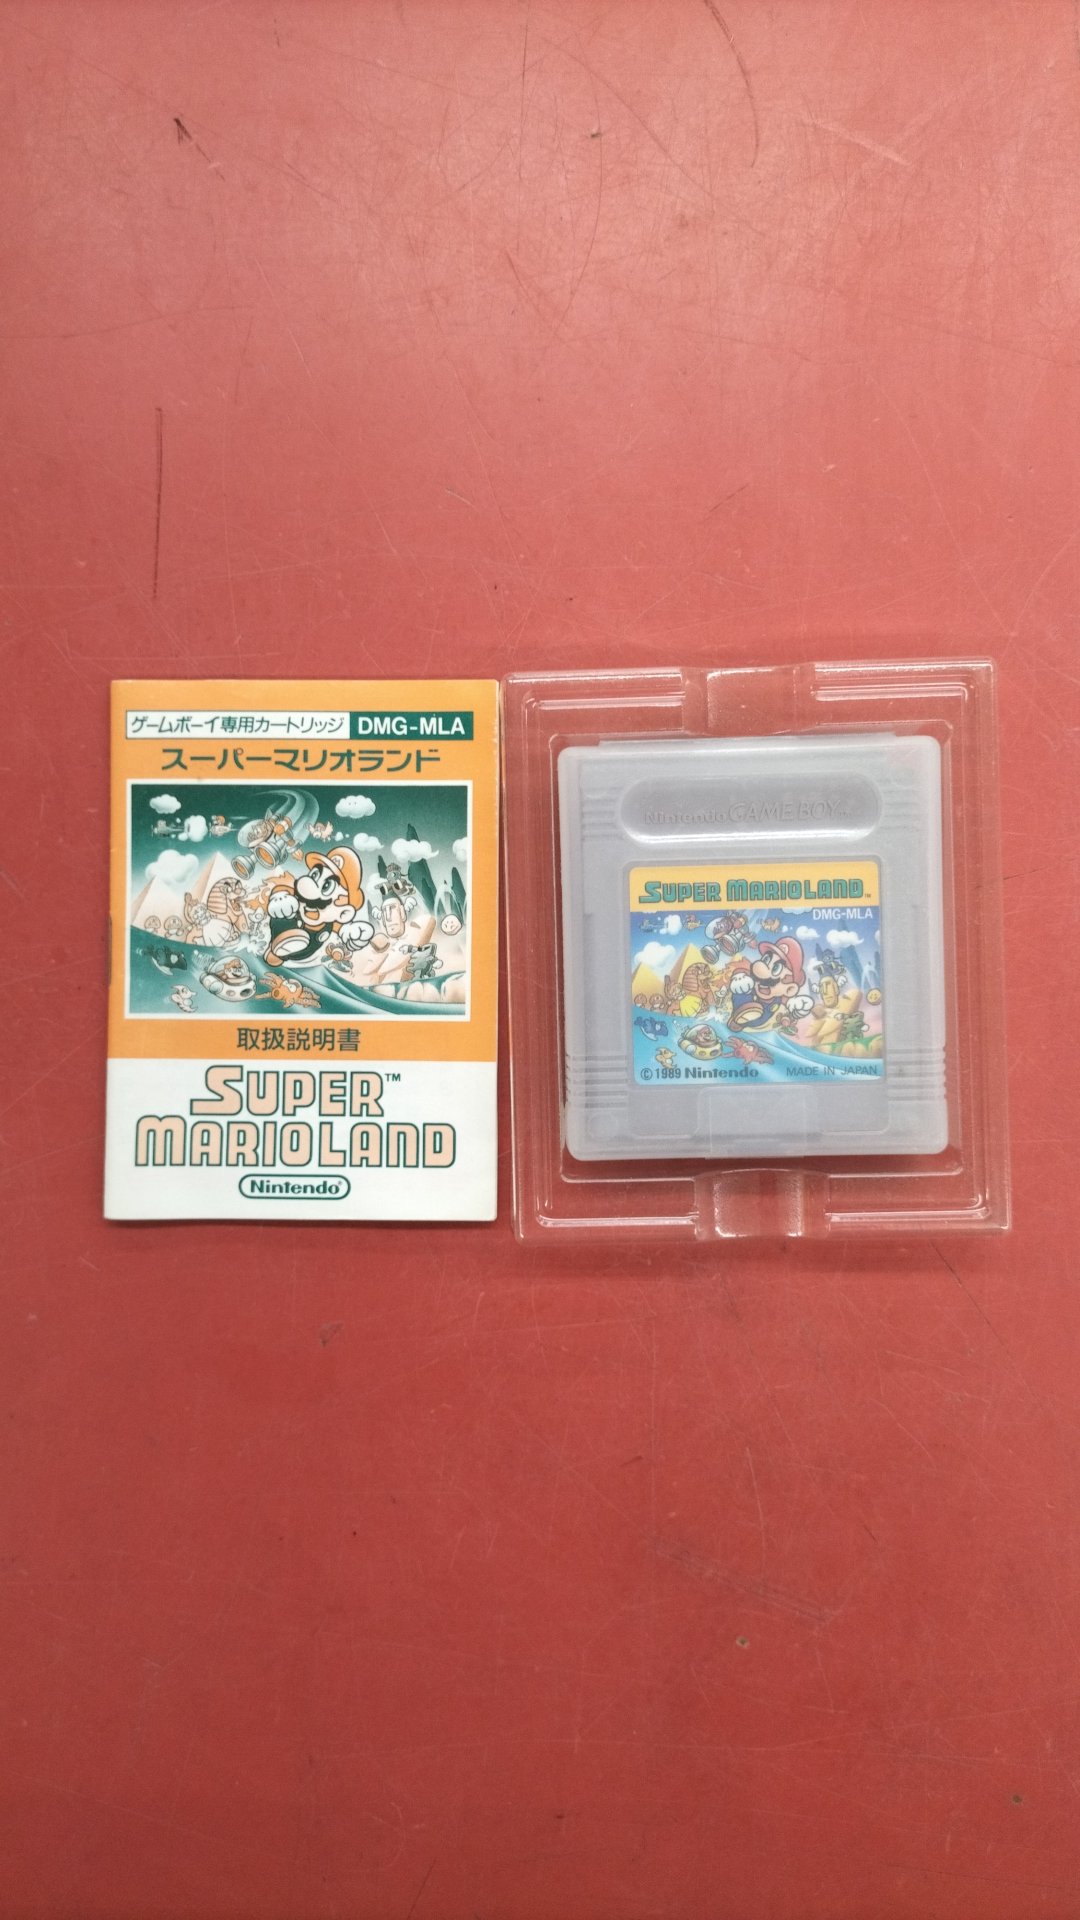 ゲームボーイ専用カートリッジ DMG-MLA
スーパーマリオランド
取扱説明書
SUPER™
MARIOLAND
Nintendo
Nintendo GAME BOY™
SUPER MARIOLAND™
DMG-MLA
©1989 Nintendo MADE IN JAPAN